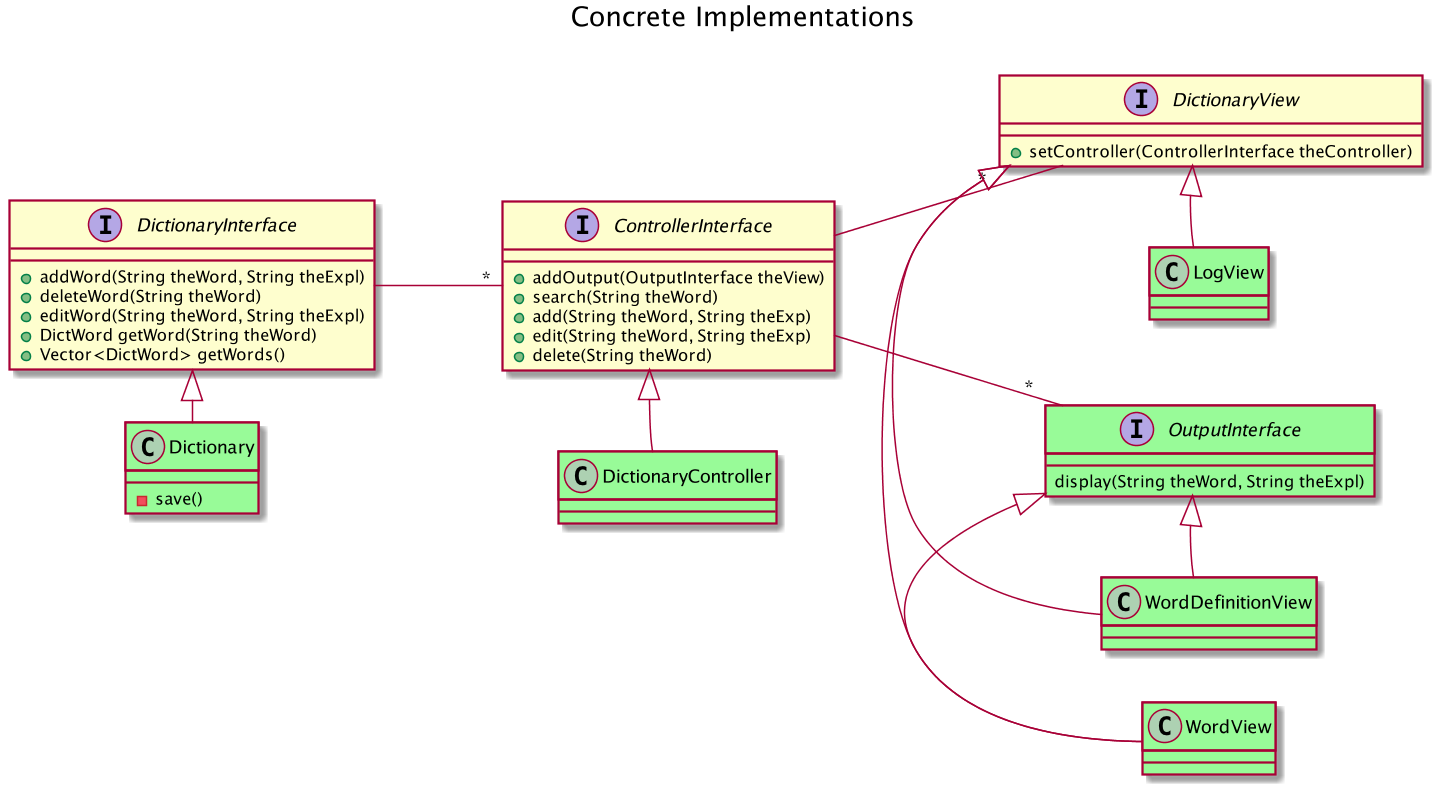 Concrete Implementations
I DictionaryView
setController(ControllerInterface theController)
*
I DictionaryInterface
addWord(String theWord, String theExpl)
deleteWord(String theWord)
editWord(String theWord, String theExpl)
DictWord getWord(String theWord)
Vector<DictWord> getWords()
*
I ControllerInterface
addOutput(OutputInterface theView)
search(String theWord)
add(String theWord, String theExp)
edit(String theWord, String theExp)
delete(String theWord)
C LogView
*
I OutputInterface
display(String theWord, String theExpl)
C Dictionary
save()
C DictionaryController
C WordDefinitionView
C WordView